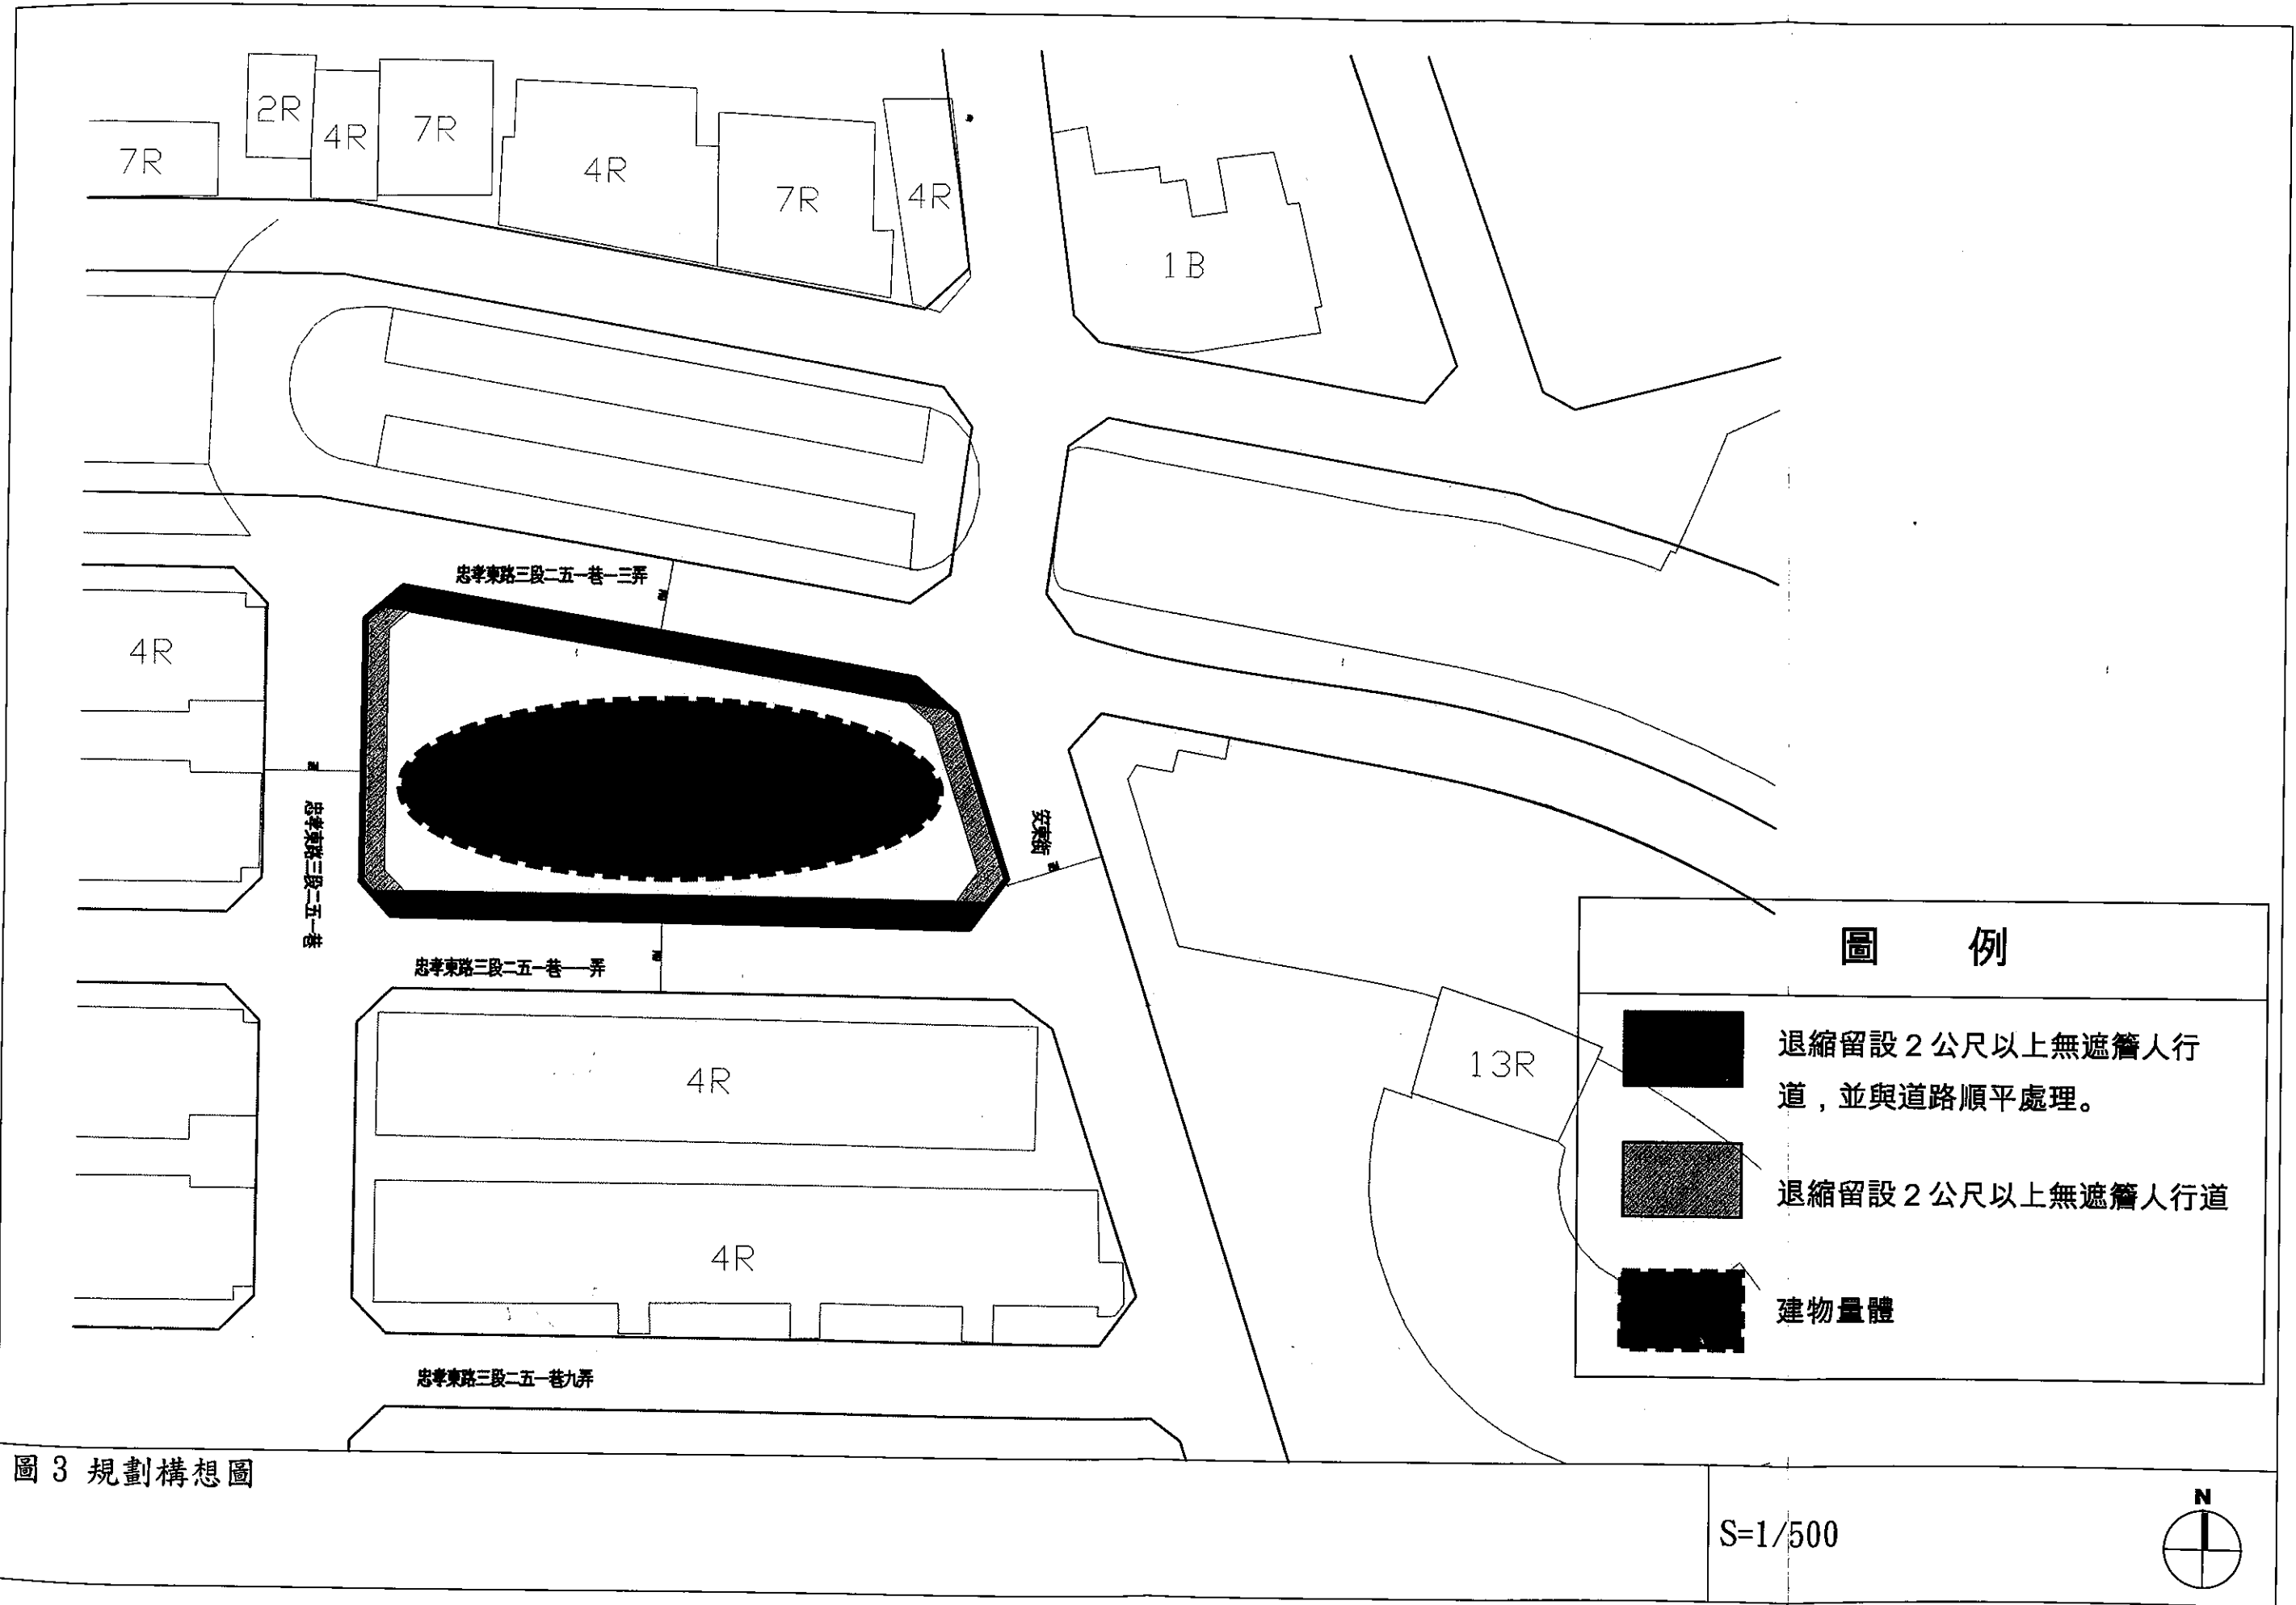 2R
7R
4R
7R
4R
7R
4R
1B
忠孝東路三段二五一巷一三弄
4R
忠孝東路三段二五一巷
安東街
忠孝東路三段二五一巷一一弄
4R
4R
13R
忠孝東路三段二五一巷九弄
圖 例
退縮留設2公尺以上無遮簷人行
道，並與道路順平處理。
退縮留設2公尺以上無遮簷人行道
建物量體
圖 3 規劃構想圖
S=1/500
N